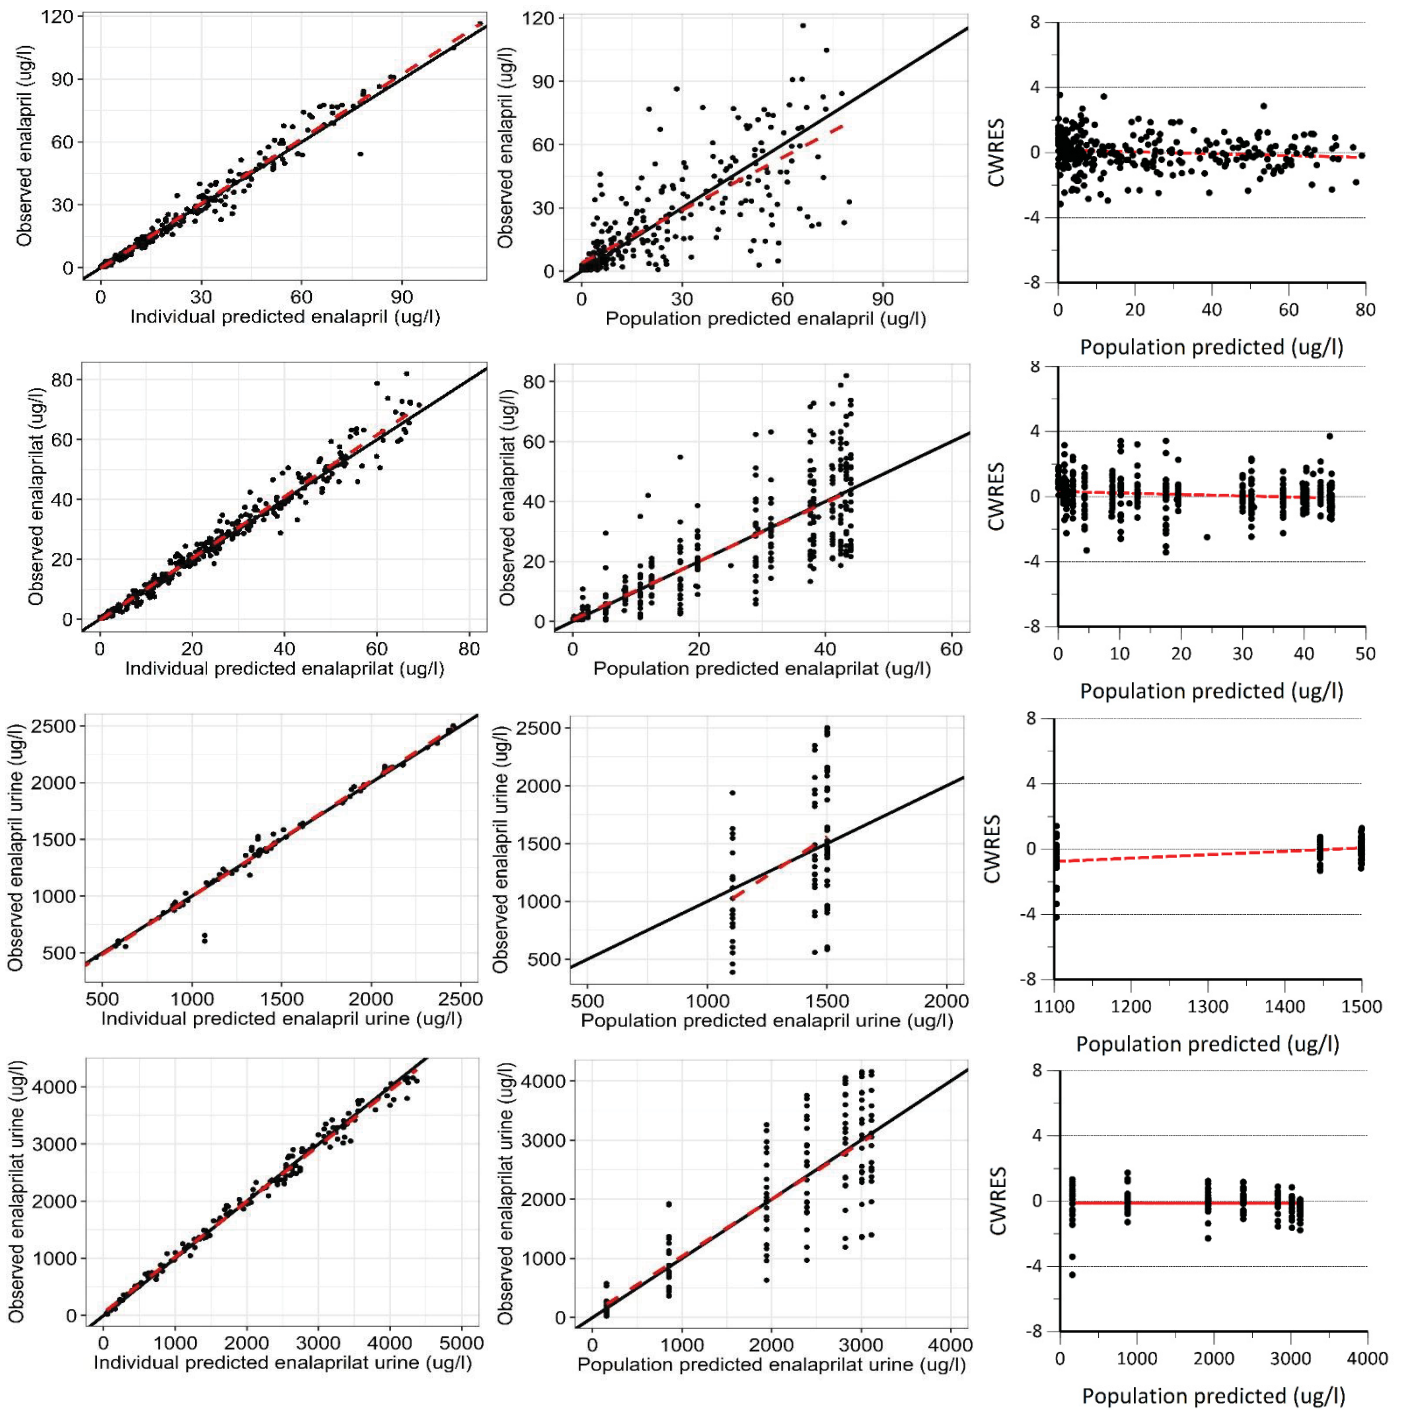 120
90
60
30
0
Observed enalapril (ug/l)
0 30 60 90
Individual predicted enalapril (ug/l)
120
90
60
30
0
Observed enalapril (ug/l)
0 30 60 90
Population predicted enalapril (ug/l)
8
4
0
-4
-8
CWRES
0 20 40 60 80
Population predicted (ug/l)
80
60
40
20
0
Observed enalaprilat (ug/l)
0 20 40 60 80
Individual predicted enalaprilat (ug/l)
80
60
40
20
0
Observed enalaprilat (ug/l)
0 20 40 60
Population predicted enalaprilat (ug/l)
8
4
0
-4
-8
CWRES
0 10 20 30 40 50
Population predicted (ug/l)
2500
2000
1500
1000
500
Observed enalapril urine (ug/l)
500 1000 1500 2000 2500
Individual predicted enalapril urine (ug/l)
2500
2000
1500
1000
500
Observed enalapril urine (ug/l)
500 1000 1500 2000
Population predicted enalapril urine (ug/l)
8
4
0
-4
-8
CWRES
1100 1200 1300 1400 1500
Population predicted (ug/l)
4000
3000
2000
1000
0
Observed enalaprilat urine (ug/l)
0 1000 2000 3000 4000 5000
Individual predicted enalaprilat urine (ug/l)
4000
3000
2000
1000
0
Observed enalaprilat urine (ug/l)
0 1000 2000 3000 4000
Population predicted enalaprilat urine (ug/l)
8
4
0
-4
-8
CWRES
0 1000 2000 3000 4000
Population predicted (ug/l)